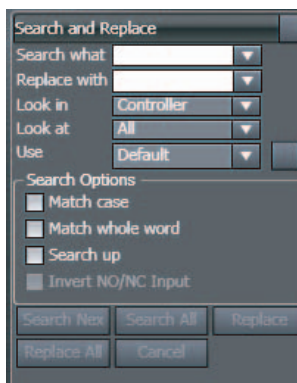 Search and Replace
Search what
Replace with
Look in Controller
Look at All
Use Default
Search Options
Match case
Match whole word
Search up
Invert NO/NC Input
Search Nex Search All Replace
Replace All Cancel